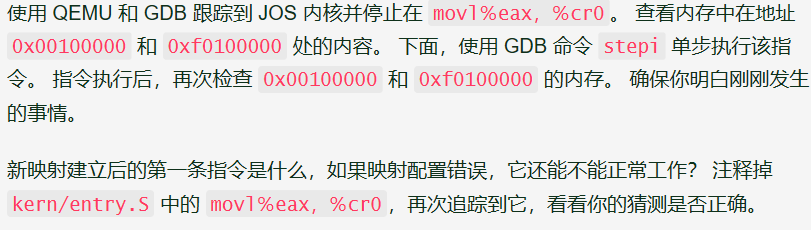 使用 QEMU 和 GDB 跟踪到 JOS 内核并停止在 movl%eax, %cr0。 查看内存中在地址
0x00100000 和 0xf0100000 处的内容。 下面，使用 GDB 命令 stepi 单步执行该指
令。 指令执行后，再次检查 0x00100000 和 0xf0100000 的内存。 确保你明白刚刚发生
的事情。
新映射建立后的第一条指令是什么，如果映射配置错误，它还能不能正常工作？ 注释掉
kern/entry.S 中的 movl%eax, %cr0，再次追踪到它，看看你的猜测是否正确。